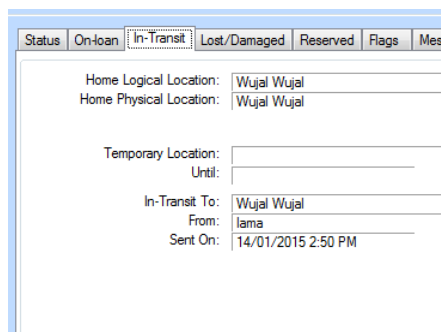 Status On-loan In-Transit Lost/Damaged Reserved Flags
Home Logical Location: Wujal Wujal
Home Physical Location: Wujal Wujal
Temporary Location:
Until:
In-Transit To: Wujal Wujal
From: lama
Sent On: 14/01/2015 2:50 PM